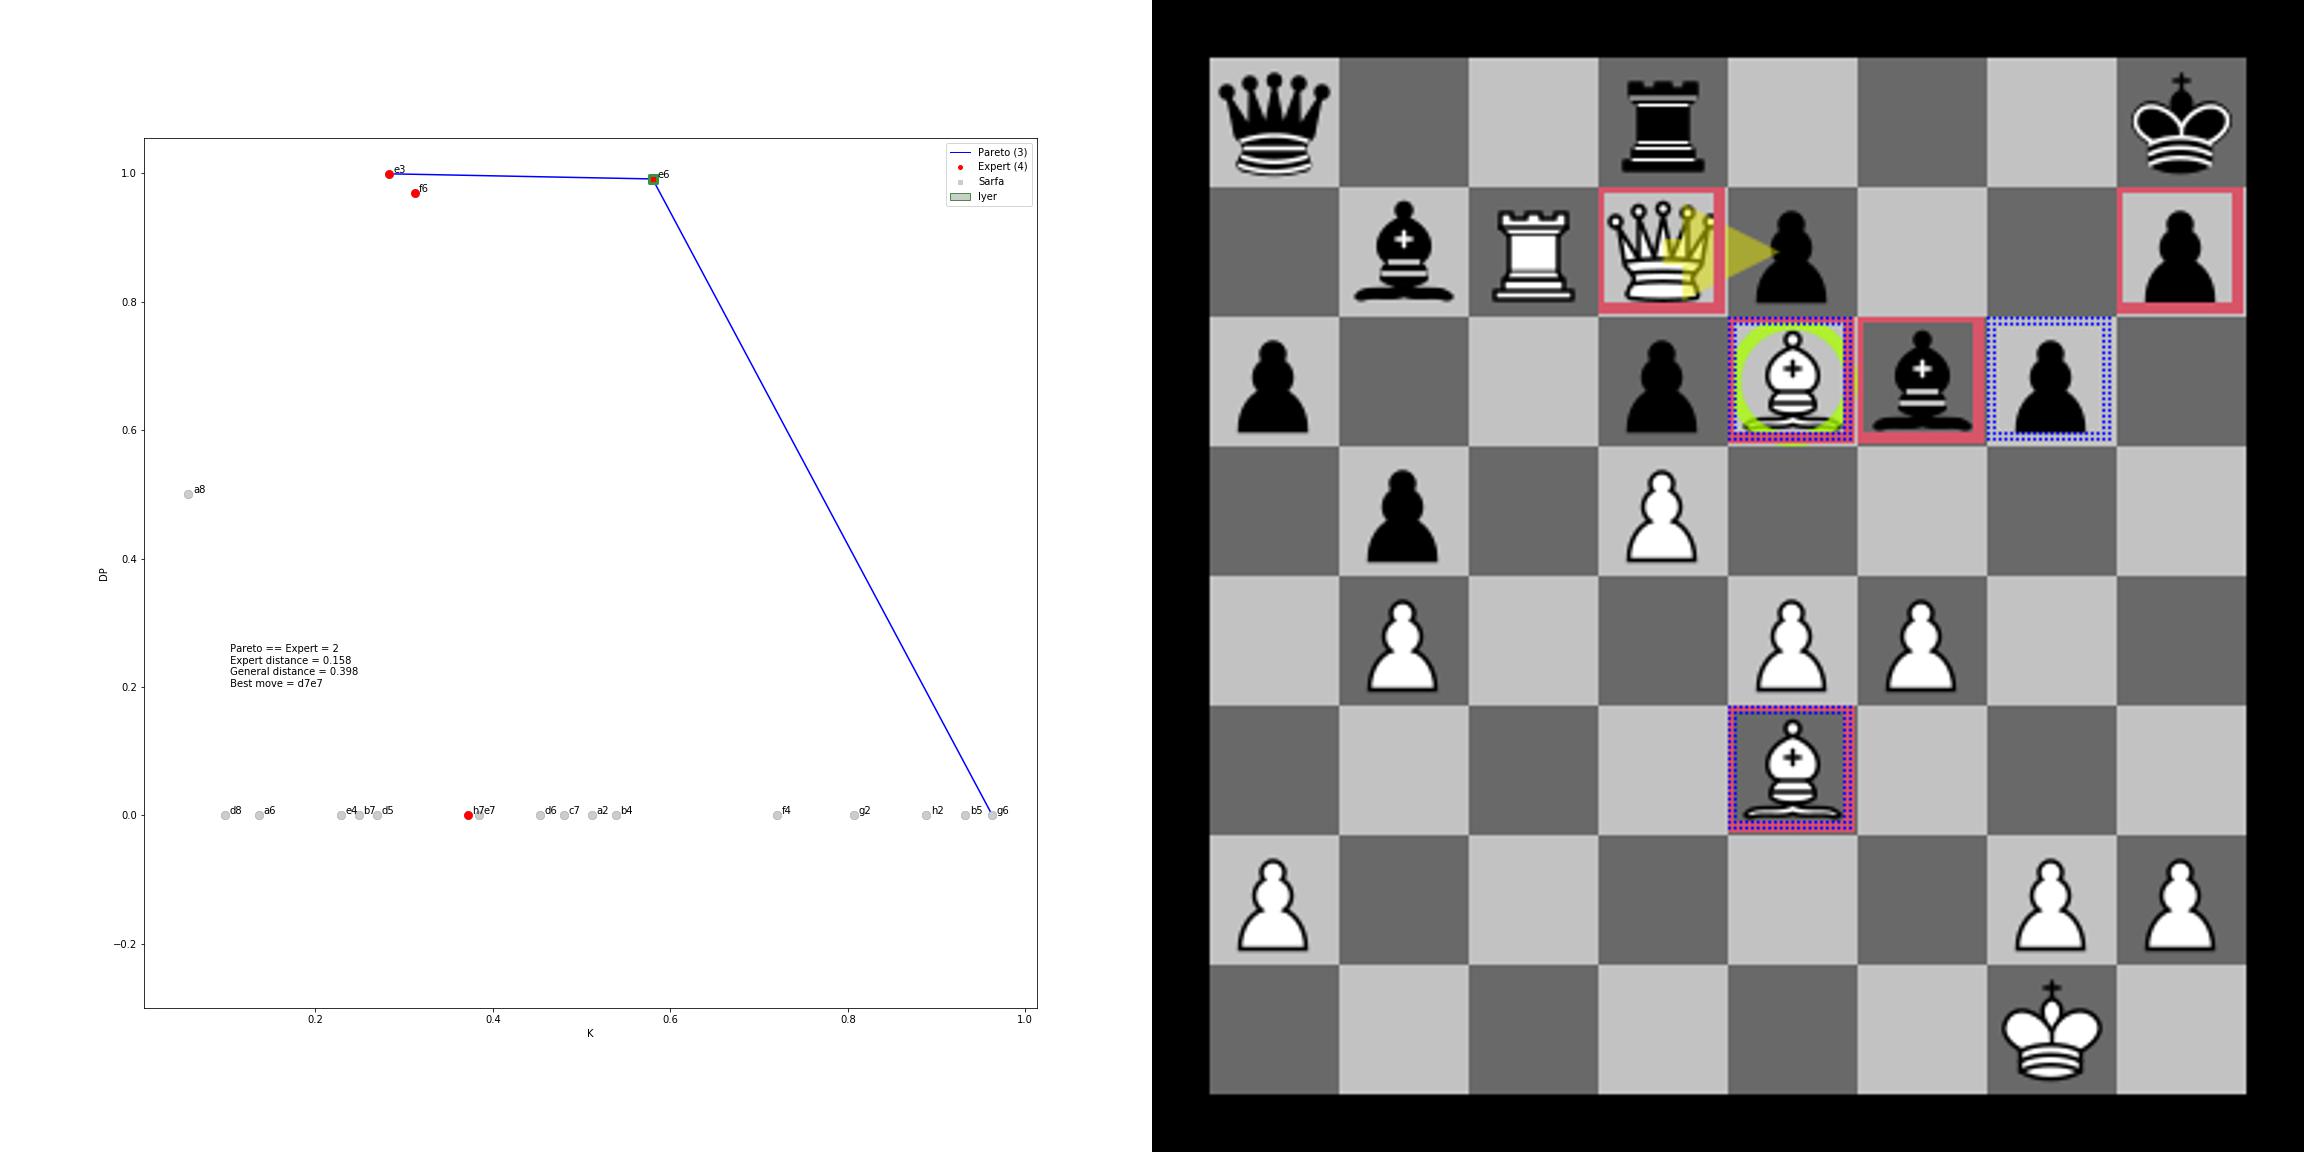 Pareto (3)
Expert (4)
Sarfa
Iyer
1.0
0.8
0.6
0.4
0.2
0.0
−0.2
DP
e3
f6
e6
a8
Pareto == Expert = 2
Expert distance = 0.158
General distance = 0.398
Best move = d7e7
d8
a6
e4
b7
d5
h7
e7
d6
c7
a2
b4
f4
g2
h2
b5
g6
0.2
0.4
0.6
0.8
1.0
K